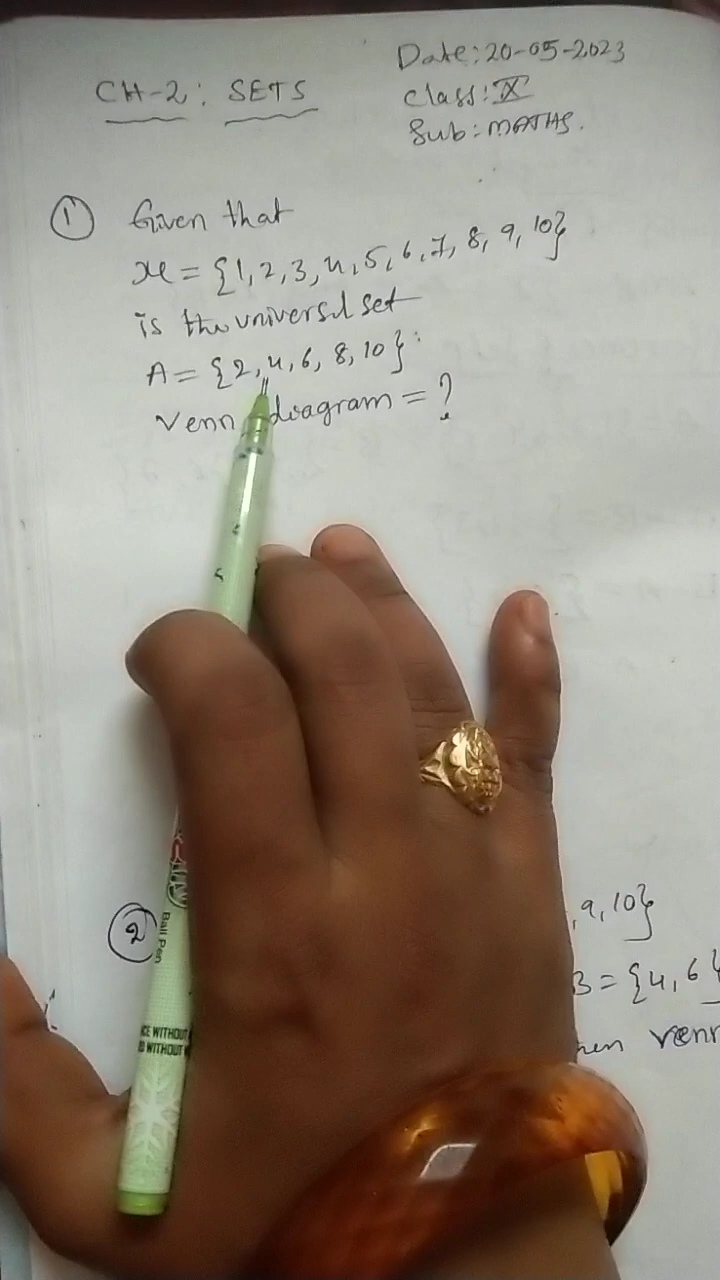 CH-2: SETS
Date: 20-05-2023
Class: X
Sub: MATHS.
① Given that
μ = {1, 2, 3, 4, 5, 6, 7, 8, 9, 10}
is the universal set
A = {2, 4, 6, 8, 10}
Venn diagram = ?
②
, 9, 10}
B = {4, 6}
venn
Ball Pen